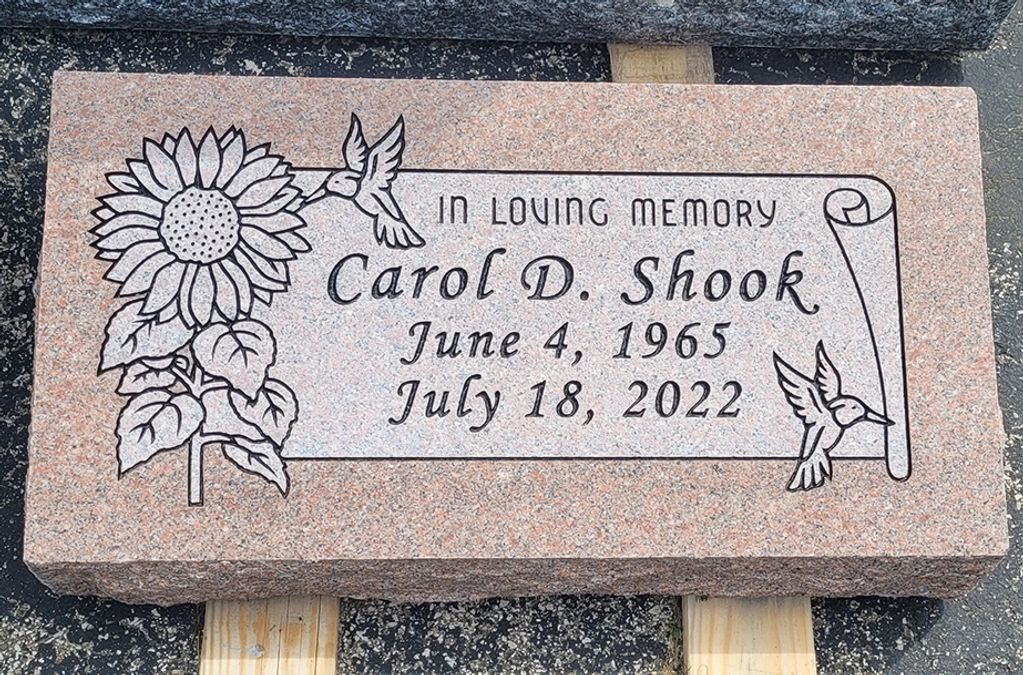 IN LOVING MEMORY
Carol D. Shook
June 4, 1965
July 18, 2022